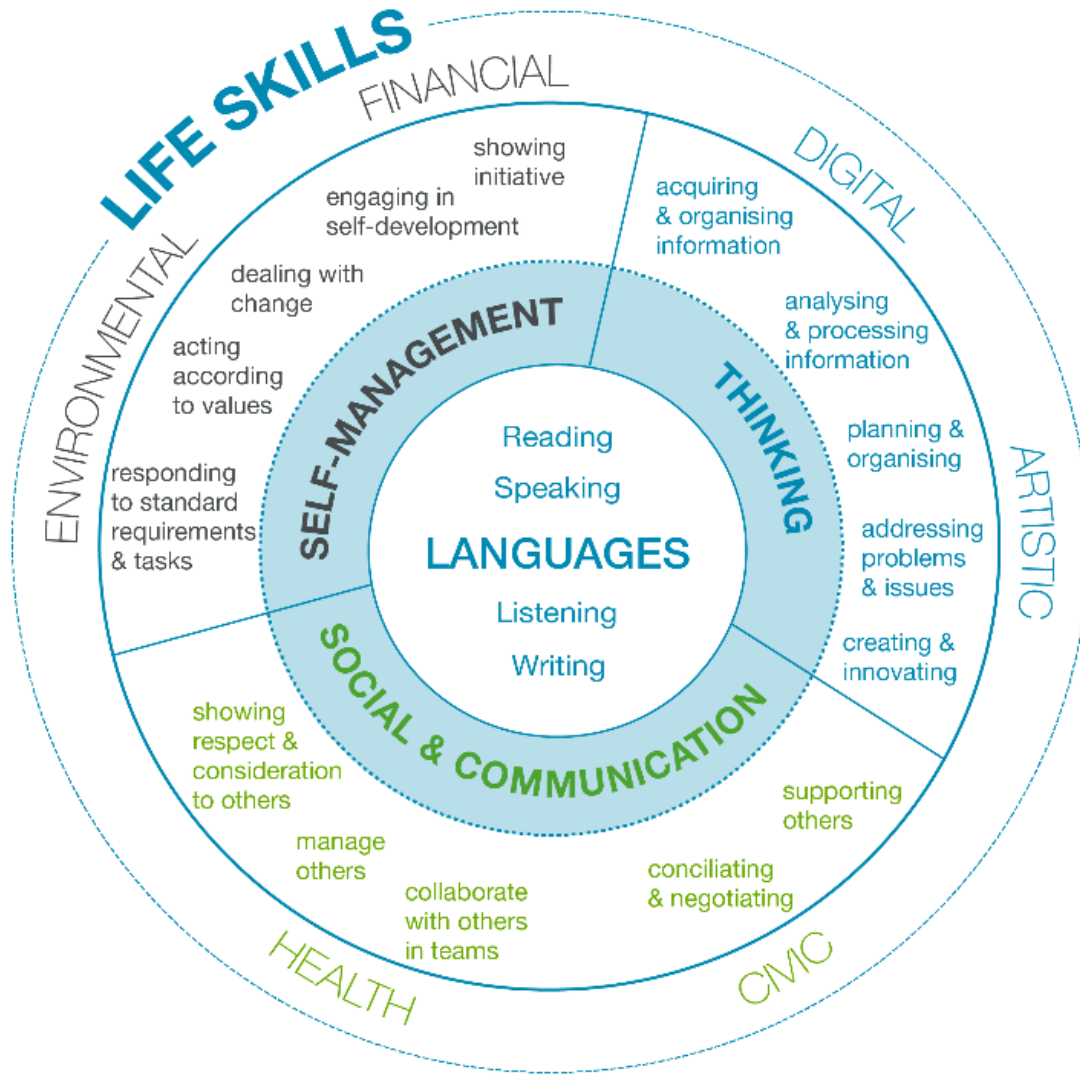 LIFE SKILLS
FINANCIAL
DIGITAL
ARTISTIC
CIVIC
HEALTH
ENVIRONMENTAL
showing
initiative
engaging in
self-development
dealing with
change
acting
according
to values
responding
to standard
requirements
& tasks
acquiring
& organising
information
analysing
& processing
information
planning &
organising
addressing
problems
& issues
creating &
innovating
showing
respect &
consideration
to others
manage
others
collaborate
with others
in teams
conciliating
& negotiating
supporting
others
SELF-MANAGEMENT
THINKING
SOCIAL & COMMUNICATION
Reading
Speaking
LANGUAGES
Listening
Writing